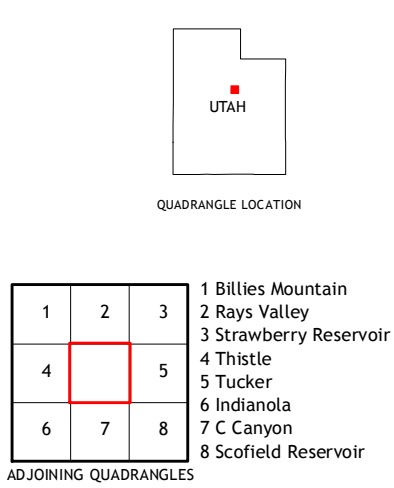 UTAH
QUADRANGLE LOCATION
1 2 3
4 5
6 7 8
1 Billies Mountain
2 Rays Valley
3 Strawberry Reservoir
4 Thistle
5 Tucker
6 Indianola
7 C Canyon
8 Scofield Reservoir
ADJOINING QUADRANGLES